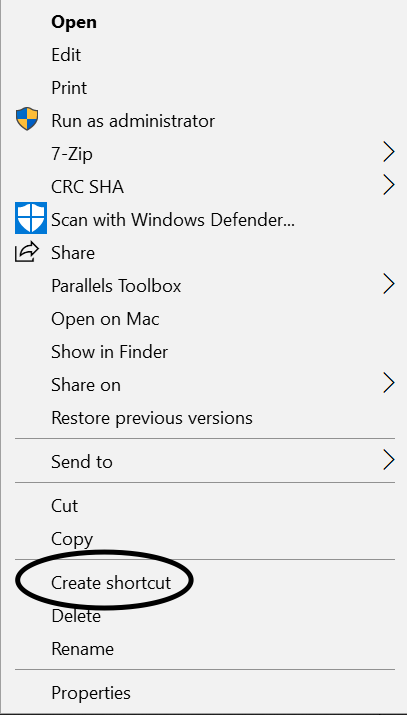 Open
Edit
Print
Run as administrator
7-Zip
CRC SHA
Scan with Windows Defender...
Share
Parallels Toolbox
Open on Mac
Show in Finder
Share on
Restore previous versions
Send to
Cut
Copy
Create shortcut
Delete
Rename
Properties